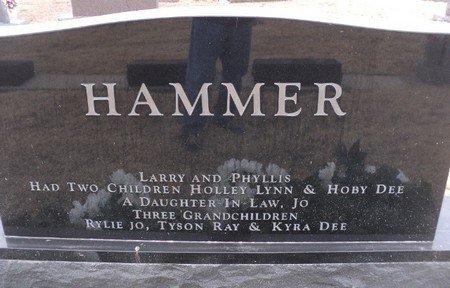 HAMMER
LARRY AND PHYLLIS
HAD TWO CHILDREN HOLLEY LYNN & HOBY DEE
A DAUGHTER-IN-LAW, JO
THREE GRANDCHILDREN
RYLIE JO, TYSON RAY & KYRA DEE